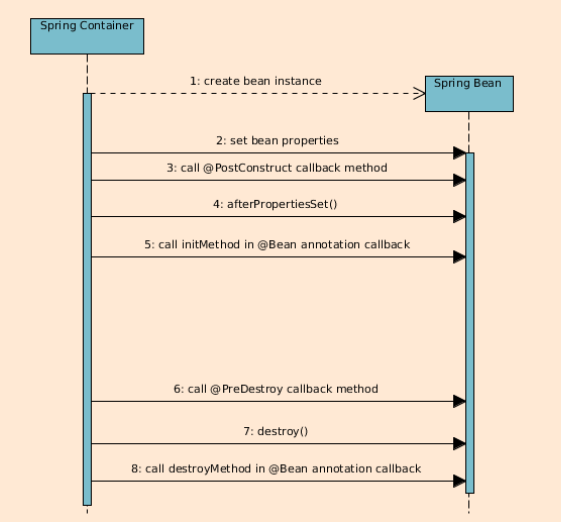 Spring Container
1: create bean instance
Spring Bean
2: set bean properties
3: call @PostConstruct callback method
4: afterPropertiesSet()
5: call initMethod in @Bean annotation callback
6: call @PreDestroy callback method
7: destroy()
8: call destroyMethod in @Bean annotation callback